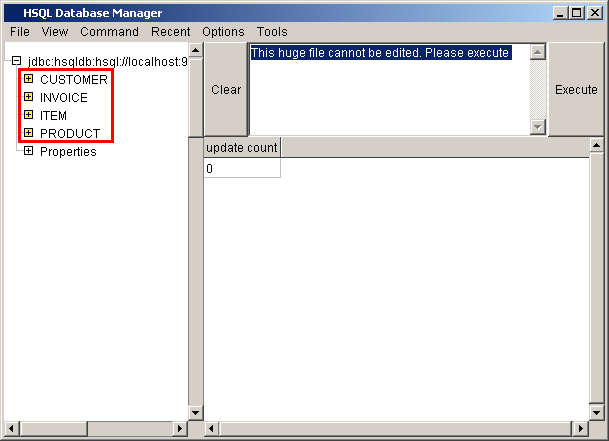 HSQL Database Manager
File View Command Recent Options Tools
jdbc:hsqldb:hsql://localhost:9
CUSTOMER
INVOICE
ITEM
PRODUCT
Properties
Clear
This huge file cannot be edited. Please execute
Execute
update count
0